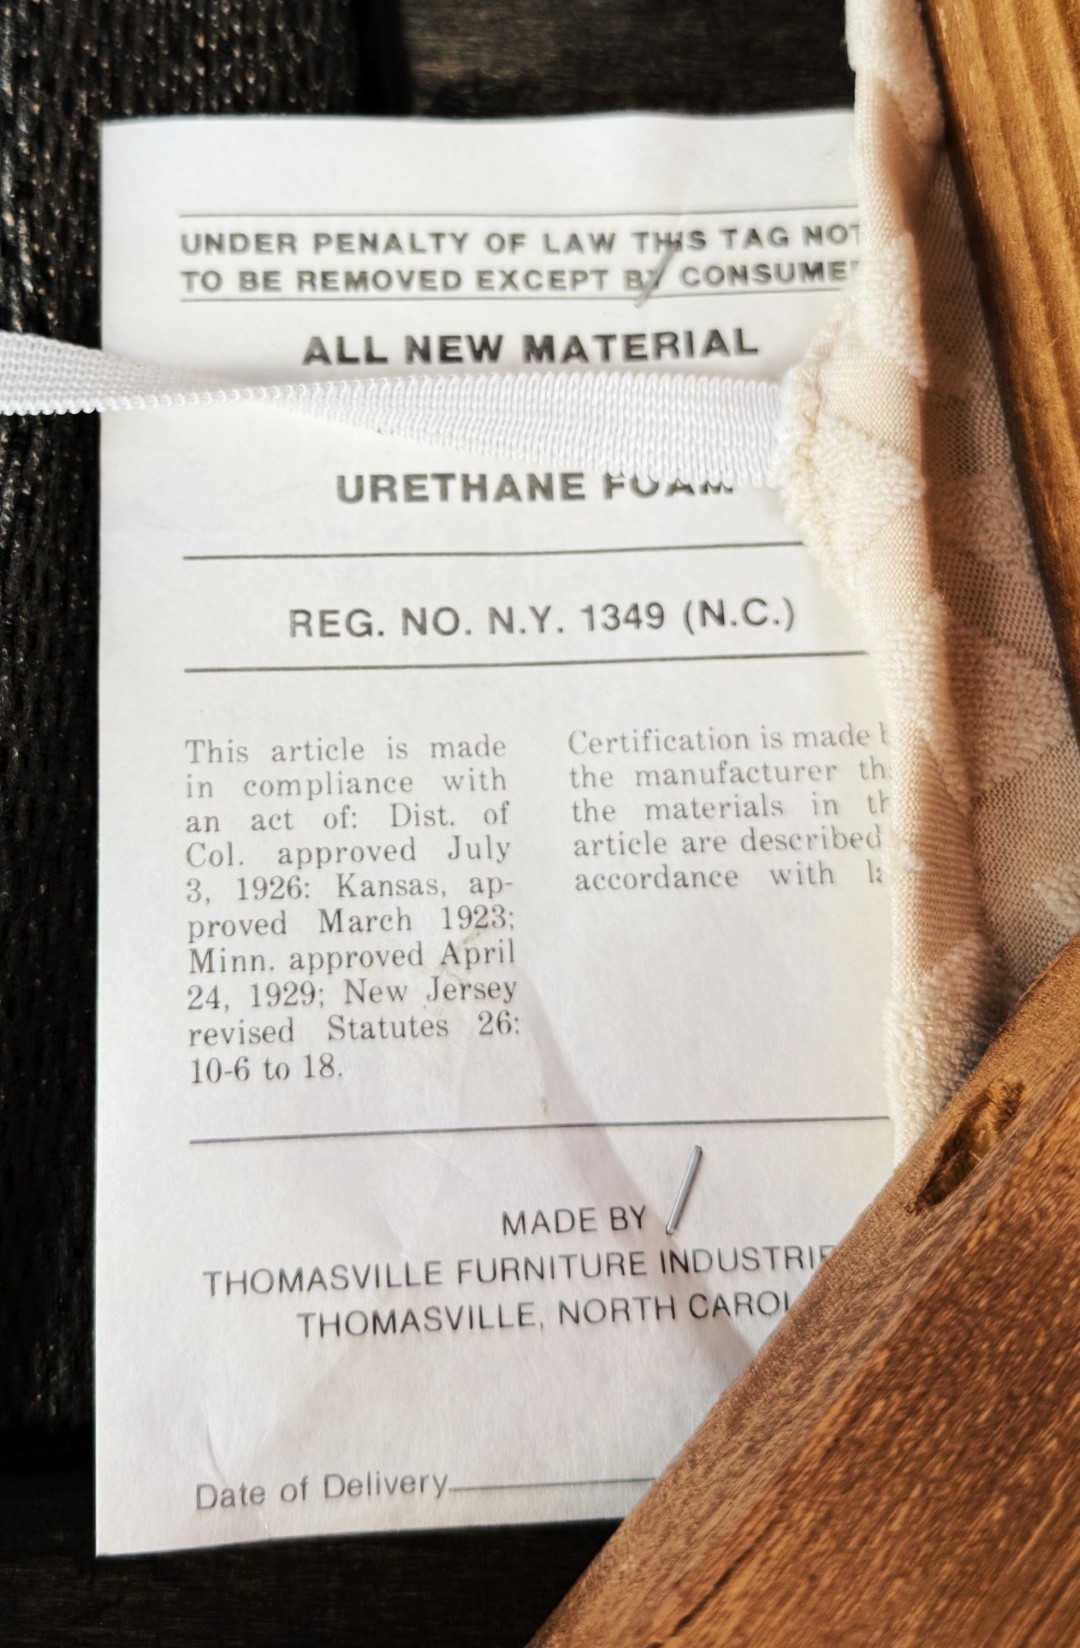 UNDER PENALTY OF LAW THIS TAG NOT
TO BE REMOVED EXCEPT BY CONSUME
ALL NEW MATERIAL
URETHANE FOAM
REG. NO. N.Y. 1349 (N.C.)
This article is made
in compliance with
an act of: Dist. of
Col. approved July
3, 1926: Kansas, ap-
proved March 1923;
Minn. approved April
24, 1929; New Jersey
revised Statutes 26:
10-6 to 18.
Certification is made
the manufacturer
the materials in
article are described
accordance with
MADE BY
THOMASVILLE FURNITURE INDUSTRIE
THOMASVILLE, NORTH CAROL
Date of Delivery